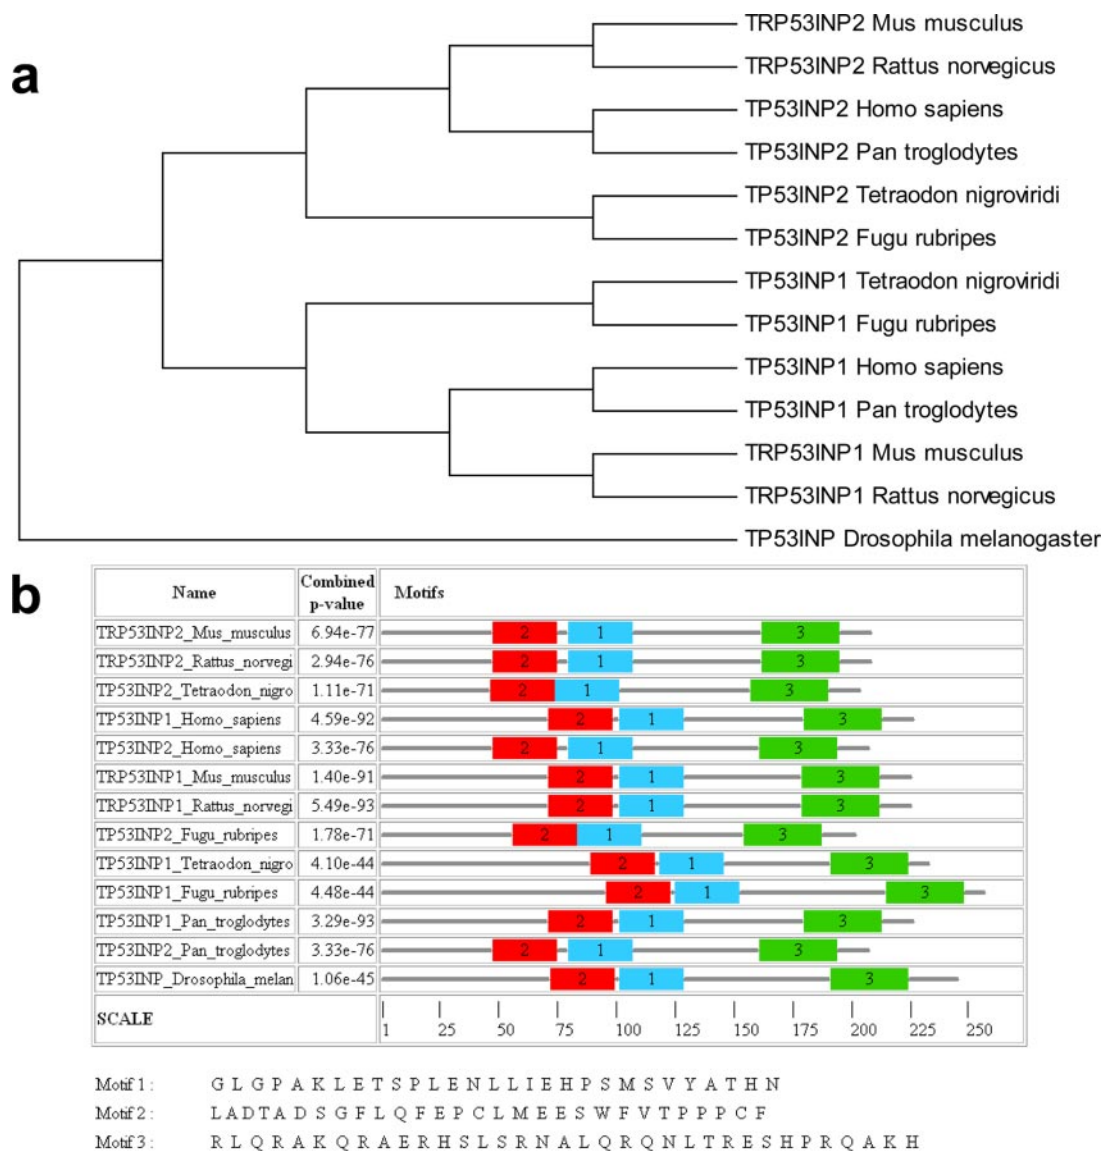 a
TRP53INP2 Mus musculus
TRP53INP2 Rattus norvegicus
TP53INP2 Homo sapiens
TP53INP2 Pan troglodytes
TP53INP2 Tetraodon nigroviridi
TP53INP2 Fugu rubripes
TP53INP1 Tetraodon nigroviridi
TP53INP1 Fugu rubripes
TP53INP1 Homo sapiens
TP53INP1 Pan troglodytes
TRP53INP1 Mus musculus
TRP53INP1 Rattus norvegicus
TP53INP Drosophila melanogaster
b
Name Combined p-value Motifs
TRP53INP2_Mus_musculus 6.94e-77 2 1 3
TRP53INP2_Rattus_norvegi 2.94e-76 2 1 3
TP53INP2_Tetraodon_nigro 1.11e-71 2 1 3
TP53INP1_Homo_sapiens 4.59e-92 2 1 3
TP53INP2_Homo_sapiens 3.33e-76 2 1 3
TRP53INP1_Mus_musculus 1.40e-91 2 1 3
TRP53INP1_Rattus_norvegi 5.49e-93 2 1 3
TP53INP2_Fugu_rubripes 1.78e-71 2 1 3
TP53INP1_Tetraodon_nigro 4.10e-44 2 1 3
TP53INP1_Fugu_rubripes 4.48e-44 2 1 3
TP53INP1_Pan_troglodytes 3.29e-93 2 1 3
TP53INP2_Pan_troglodytes 3.33e-76 2 1 3
TP53INP_Drosophila_melan 1.06e-45 2 1 3
SCALE 1 25 50 75 100 125 150 175 200 225 250
Motif 1 : G L G P A K L E T S P L E N L L I E H P S M S V Y A T H N
Motif 2 : L A D T A D S G F L Q F E P C L M E E S W F V T P P P C F
Motif 3 : R L Q R A K Q R A E R H S L S R N A L Q R Q N L T R E S H P R Q A K H